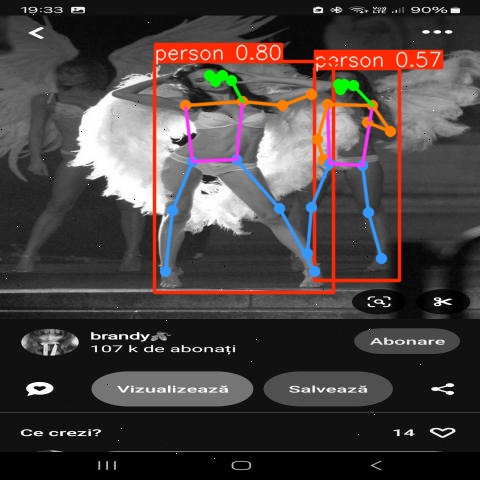 19:33
90%
person 0.80
person 0.57
brandy
107 k de abonați
Abonare
Vizualizează
Salvează
Ce crezi?
14